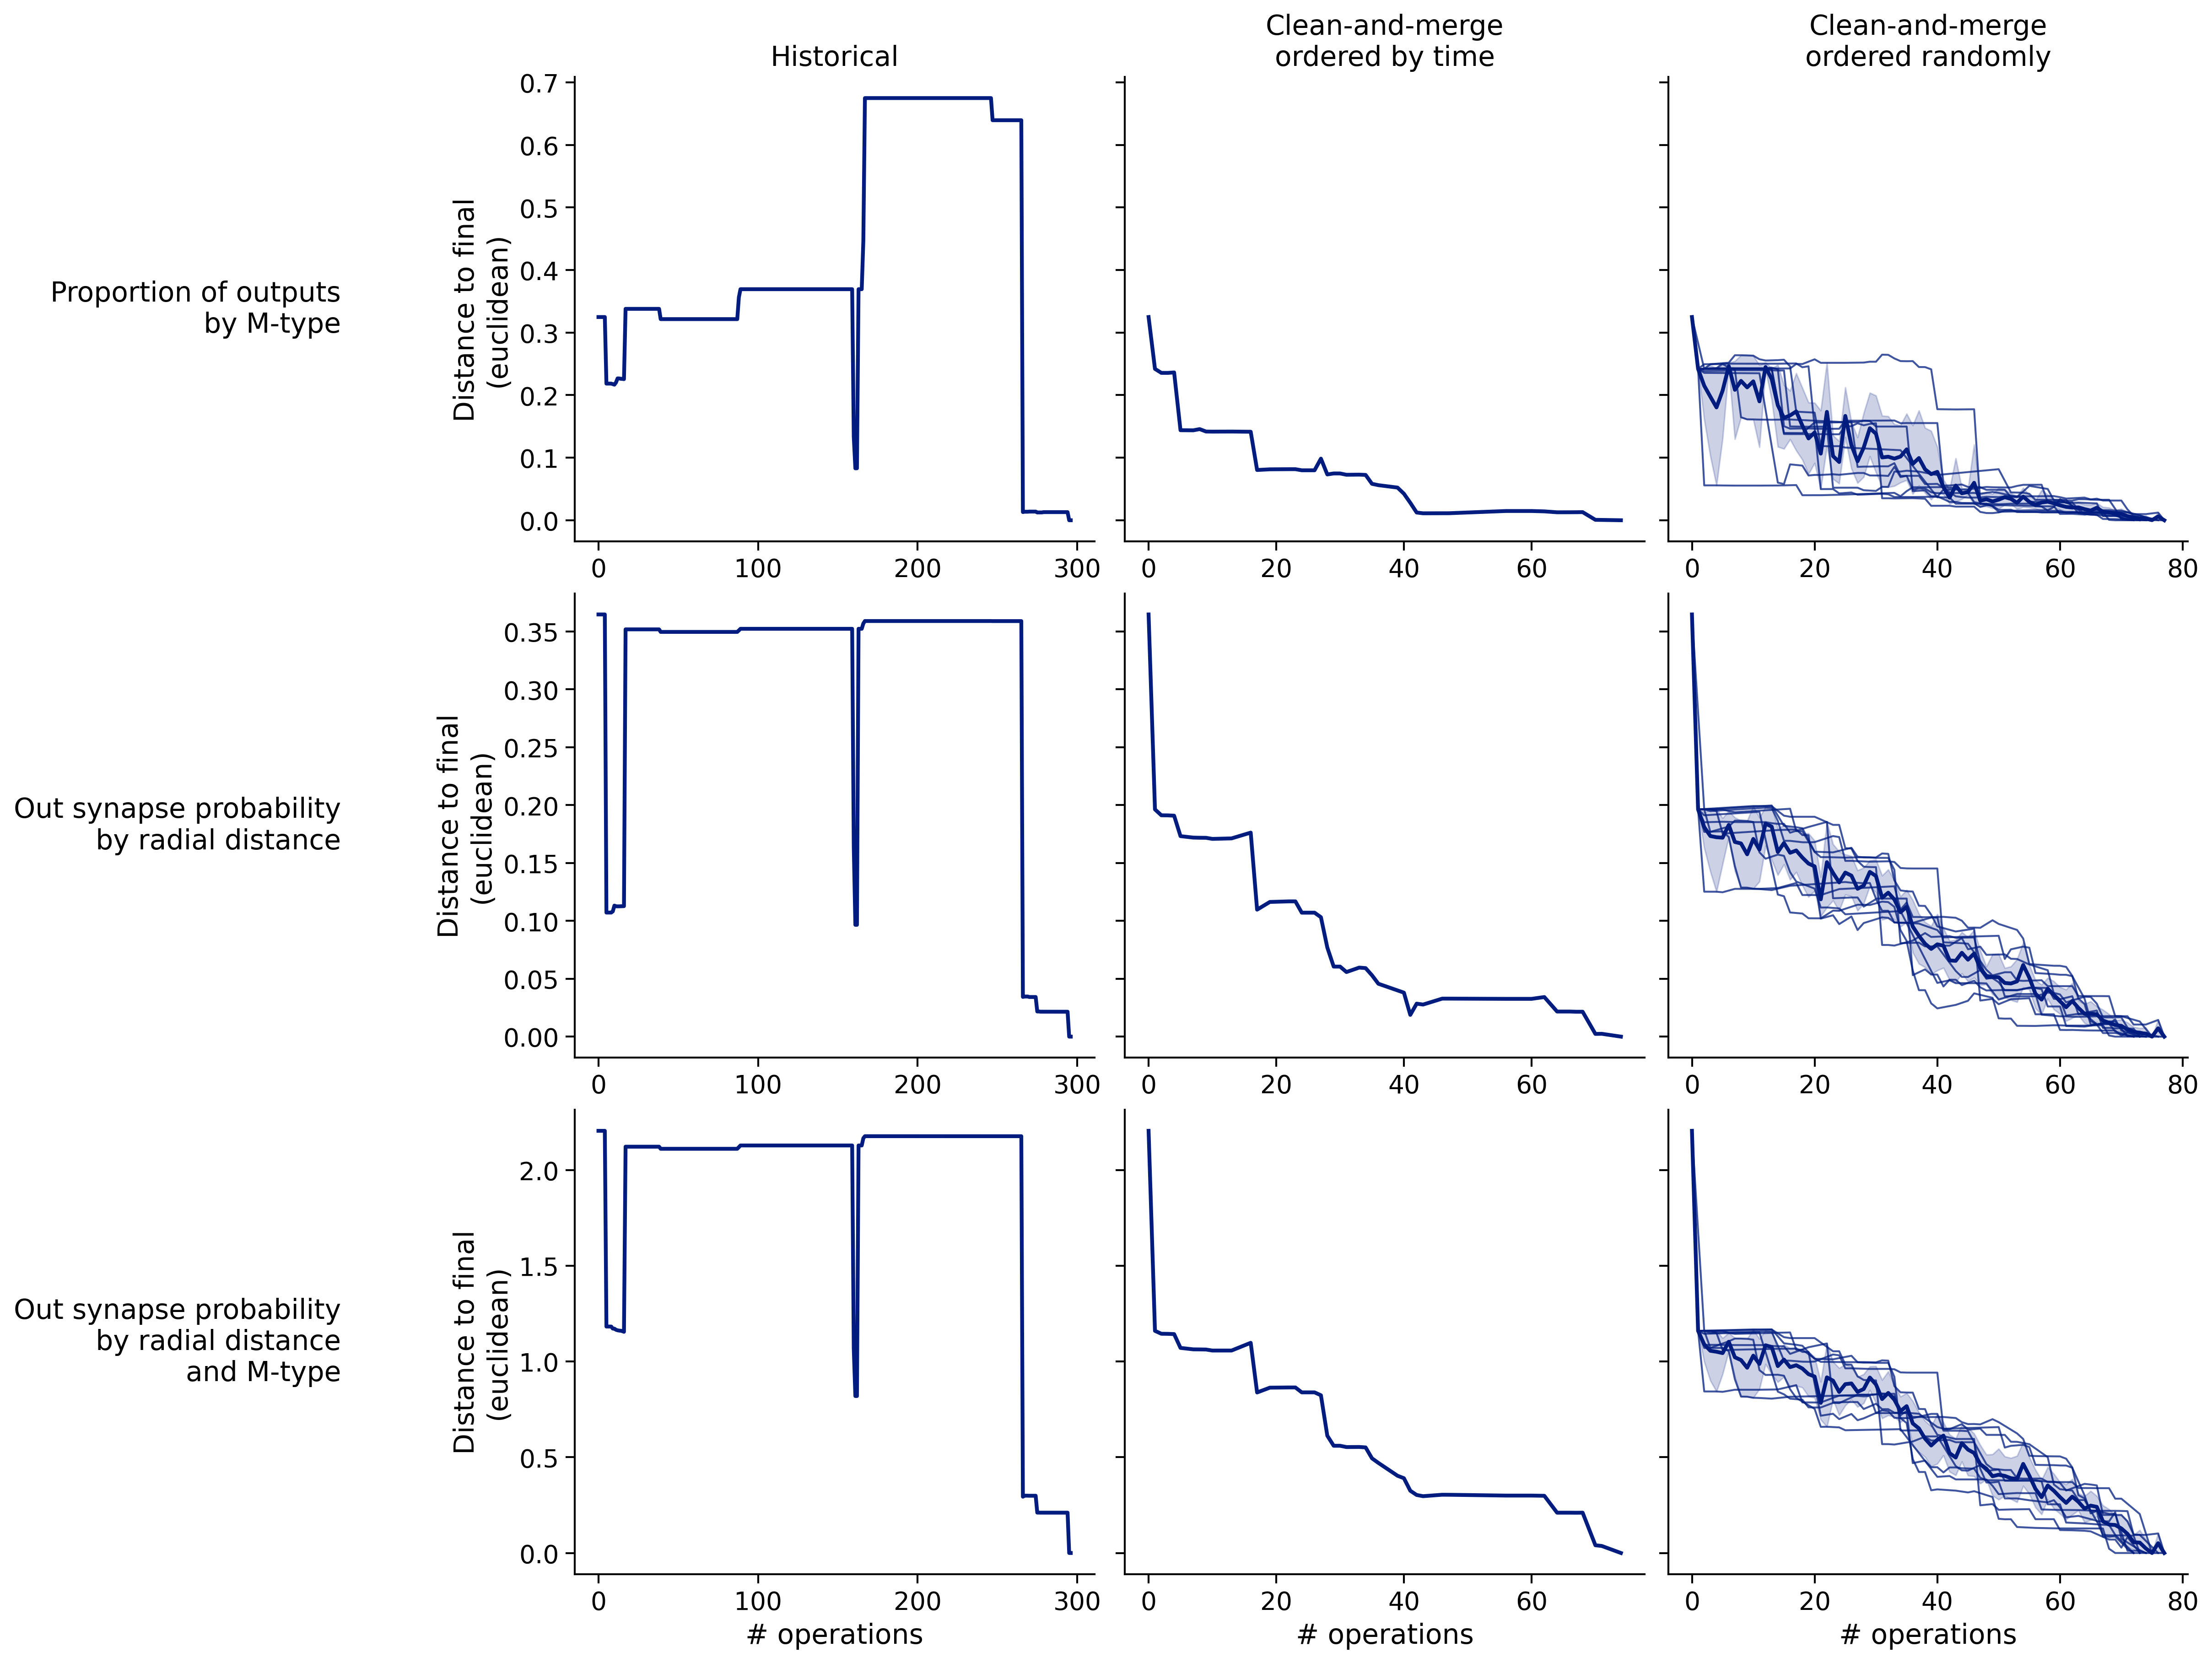 Historical
Clean-and-merge
ordered by time
Clean-and-merge
ordered randomly
Proportion of outputs
by M-type
Distance to final
(euclidean)
0.7
0.6
0.5
0.4
0.3
0.2
0.1
0.0
0 100 200 300
0 20 40 60
0 20 40 60 80
Out synapse probability
by radial distance
Distance to final
(euclidean)
0.35
0.30
0.25
0.20
0.15
0.10
0.05
0.00
0 100 200 300
0 20 40 60
0 20 40 60 80
Out synapse probability
by radial distance
and M-type
Distance to final
(euclidean)
2.0
1.5
1.0
0.5
0.0
0 100 200 300
# operations
0 20 40 60
# operations
0 20 40 60 80
# operations